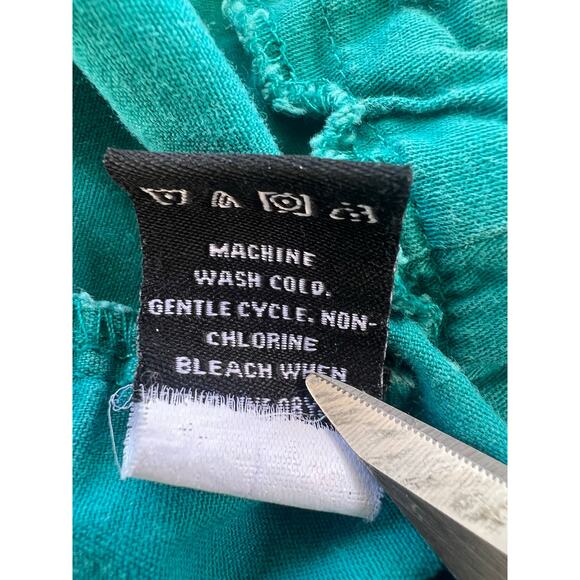 MACHINE
WASH COLD.
GENTLE CYCLE. NON-
CHLORINE
BLEACH WHEN